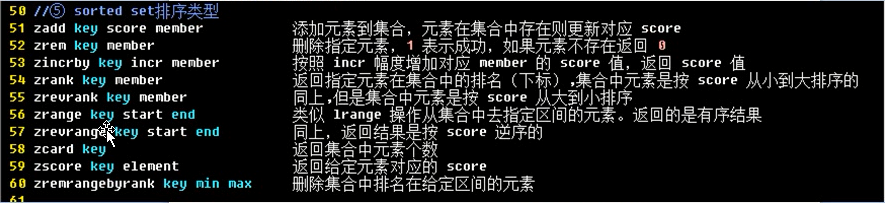 50 //⑤ sorted set排序类型
51 zadd key score member 添加元素到集合，元素在集合中存在则更新对应 score
52 zrem key member 删除指定元素，1 表示成功，如果元素不存在返回 0
53 zincrby key incr member 按照 incr 幅度增加对应 member 的 score 值，返回 score 值
54 zrank key member 返回指定元素在集合中的排名（下标）,集合中元素是按 score 从小到大排序的
55 zrevrank key member 同上,但是集合中元素是按 score 从大到小排序
56 zrange key start end 类似 lrange 操作从集合中去指定区间的元素。返回的是有序结果
57 zrevrange key start end 同上，返回结果是按 score 逆序的
58 zcard key 返回集合中元素个数
59 zscore key element 返回给定元素对应的 score
60 zremrangebyrank key min max 删除集合中排名在给定区间的元素
61